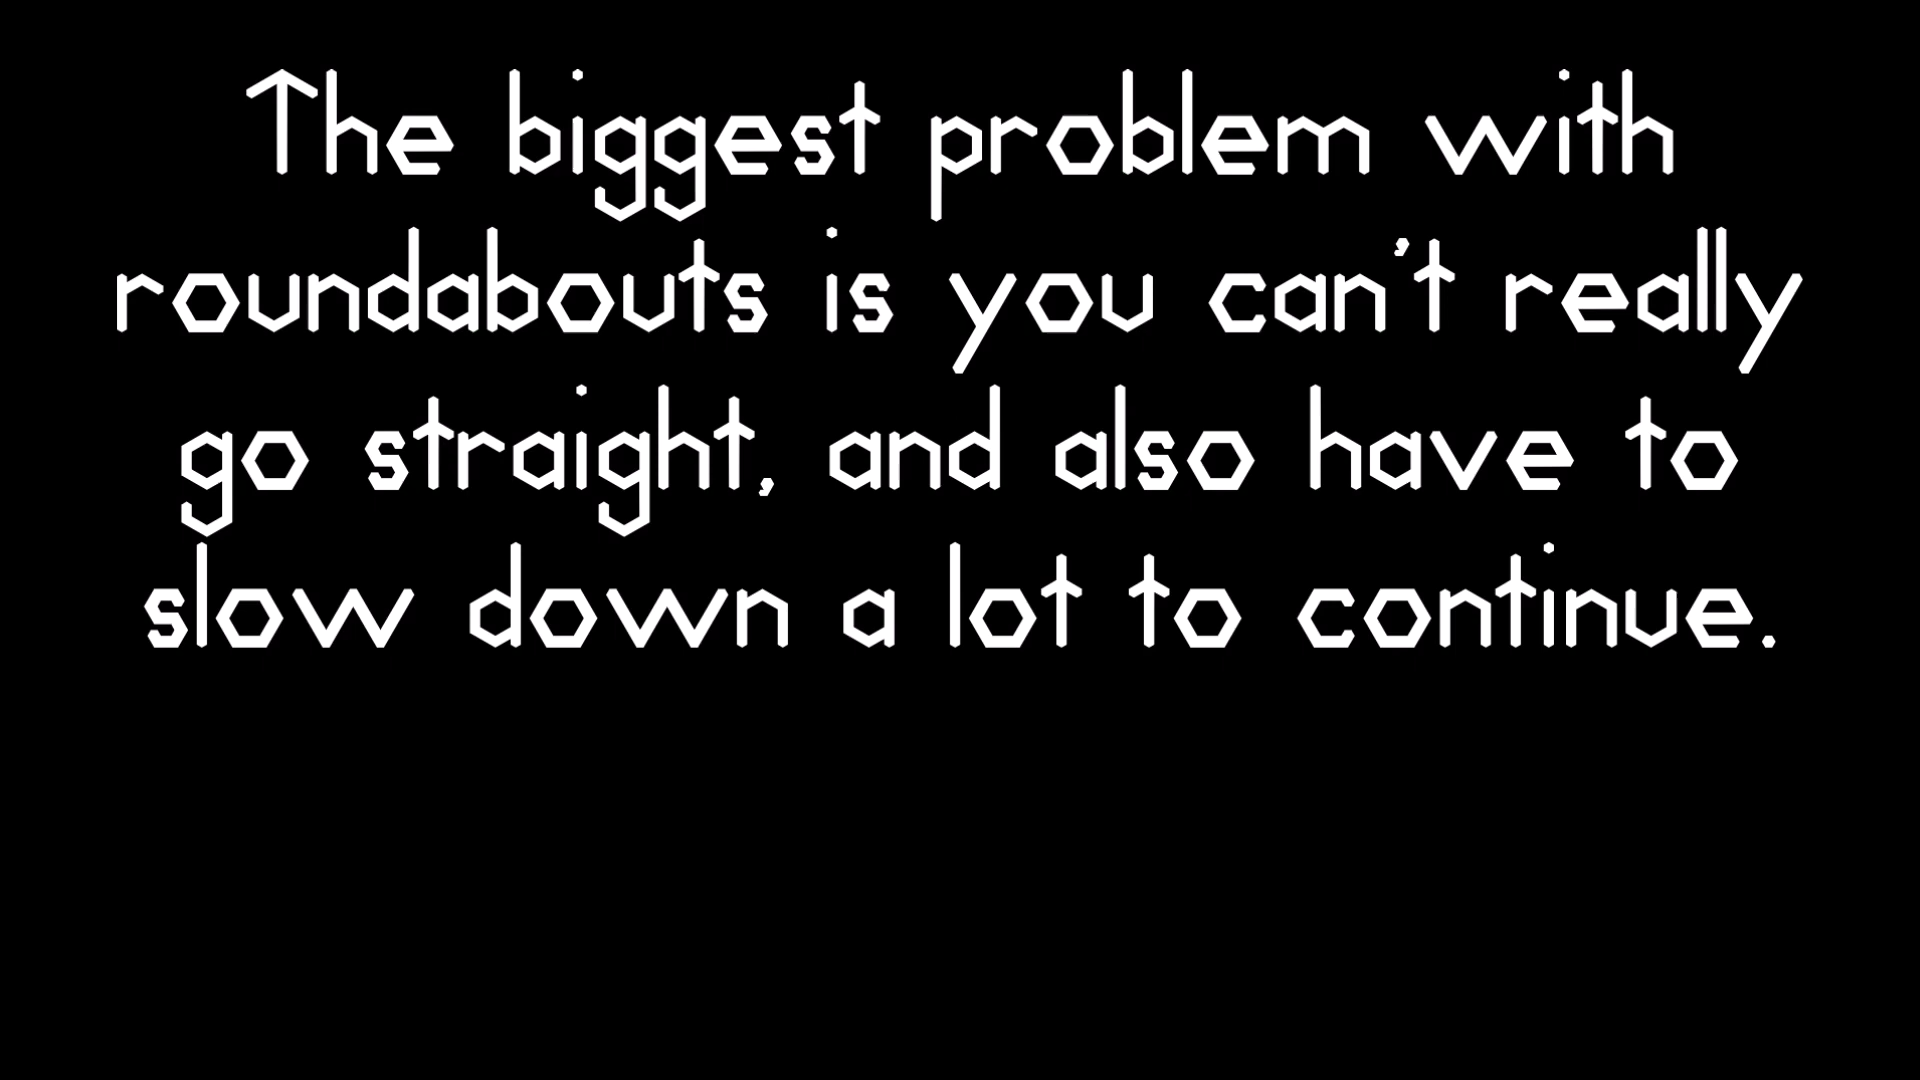 The biggest problem with
roundabouts is you can't really
go straight, and also have to
slow down a lot to continue.